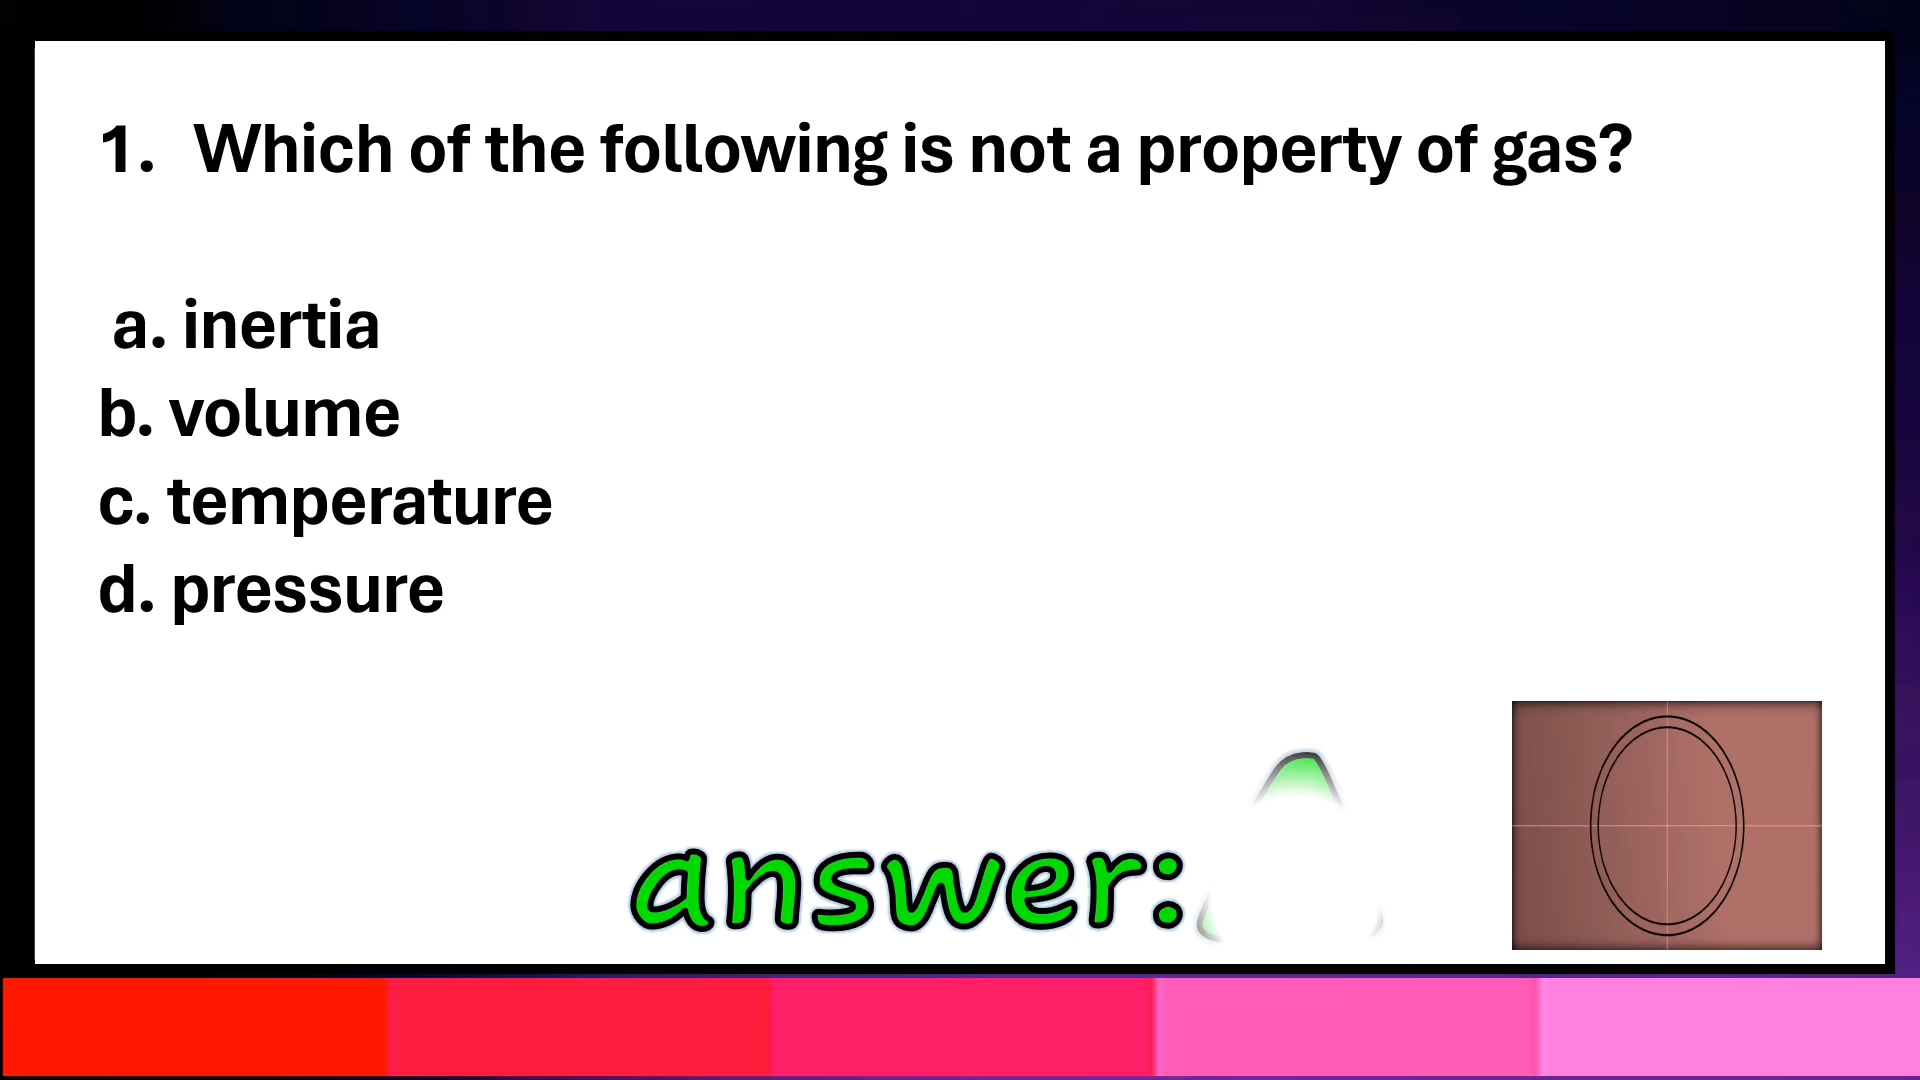 1. Which of the following is not a property of gas?
a. inertia
b. volume
c. temperature
d. pressure
answer: